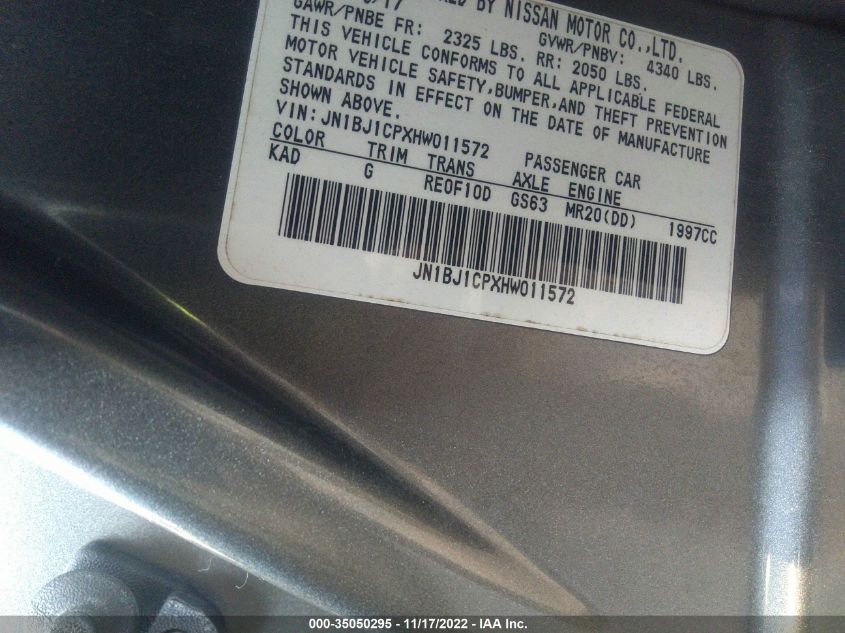 BY NISSAN MOTOR CO.,LTD.
GAWR/PNBE FR: 2325 LBS. RR: 2050 LBS.
GVWR/PNBV: 4340 LBS.
THIS VEHICLE CONFORMS TO ALL APPLICABLE FEDERAL
MOTOR VEHICLE SAFETY,BUMPER,AND THEFT PREVENTION
STANDARDS IN EFFECT ON THE DATE OF MANUFACTURE
SHOWN ABOVE.
VIN:JN1BJ1CPXHW011572 PASSENGER CAR
COLOR TRIM TRANS AXLE ENGINE
KAD G RE0F10D GS63 MR20(DD) 1997CC
JN1BJ1CPXHW011572
000-35050295 - 11/17/2022 - IAA Inc.